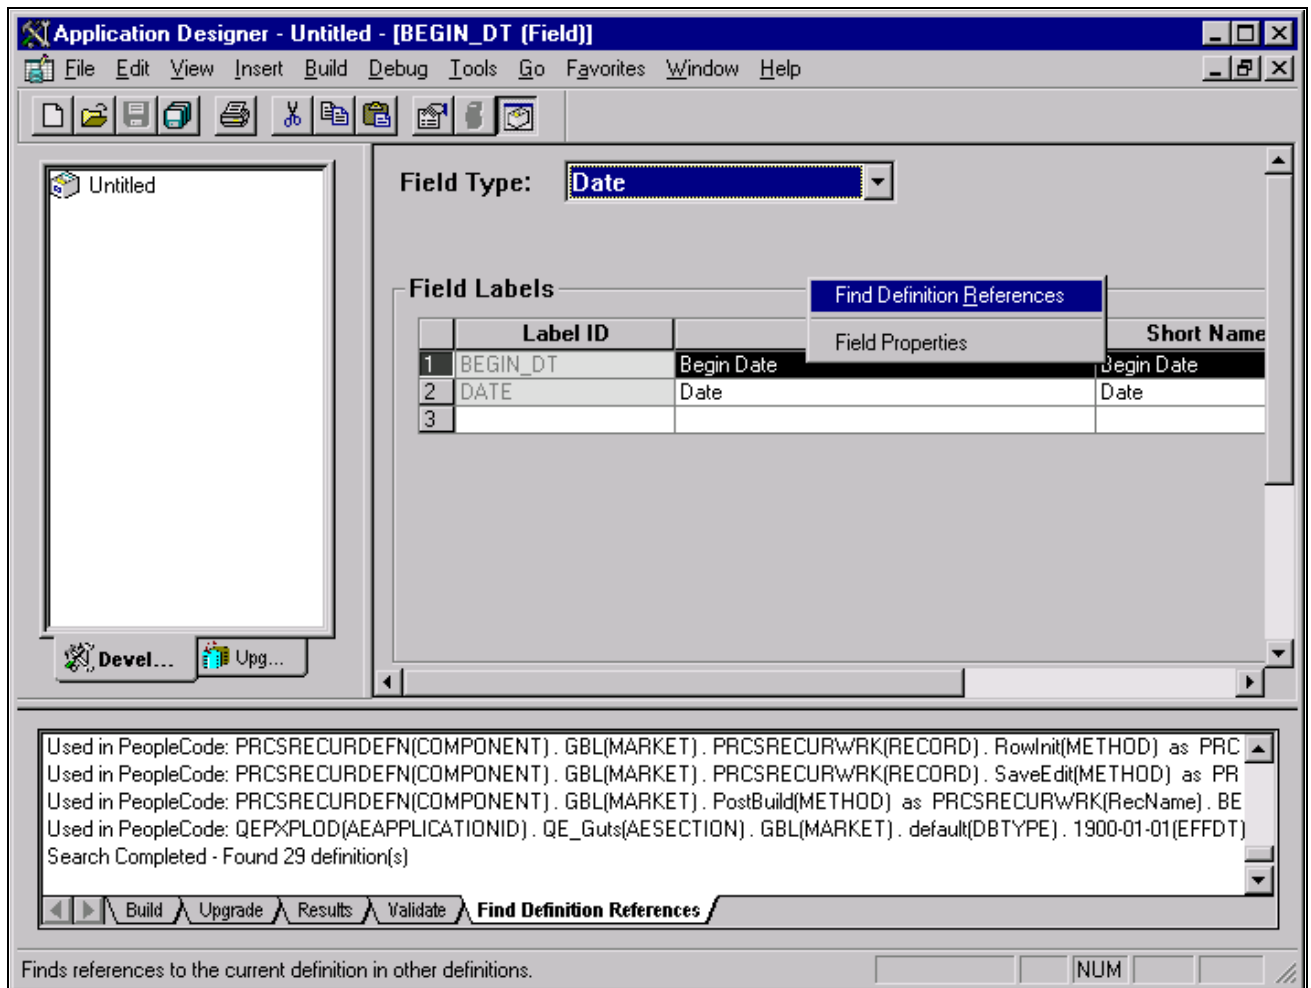 Application Designer - Untitled - [BEGIN_DT (Field)]
File Edit View Insert Build Debug Tools Go Favorites Window Help
Untitled
Field Type: Date
Field Labels
Find Definition References
Field Properties
Label ID Short Name
1 BEGIN_DT Begin Date Begin Date
2 DATE Date Date
3
Devel... Upg...
Used in PeopleCode: PRCSRECURDEFN(COMPONENT) . GBL(MARKET) . PRCSRECURWRK(RECORD) . RowInit(METHOD) as PRC
Used in PeopleCode: PRCSRECURDEFN(COMPONENT) . GBL(MARKET) . PRCSRECURWRK(RECORD) . SaveEdit(METHOD) as PR
Used in PeopleCode: PRCSRECURDEFN(COMPONENT) . GBL(MARKET) . PostBuild(METHOD) as PRCSRECURWRK(RecName) . BE
Used in PeopleCode: QEPXPLOD(AEAPPLICATIONID) . QE_Guts(AESECTION) . GBL(MARKET) . default(DBTYPE) . 1900-01-01(EFFDT)
Search Completed - Found 29 definition(s)
Build Upgrade Results Validate Find Definition References
Finds references to the current definition in other definitions. NUM